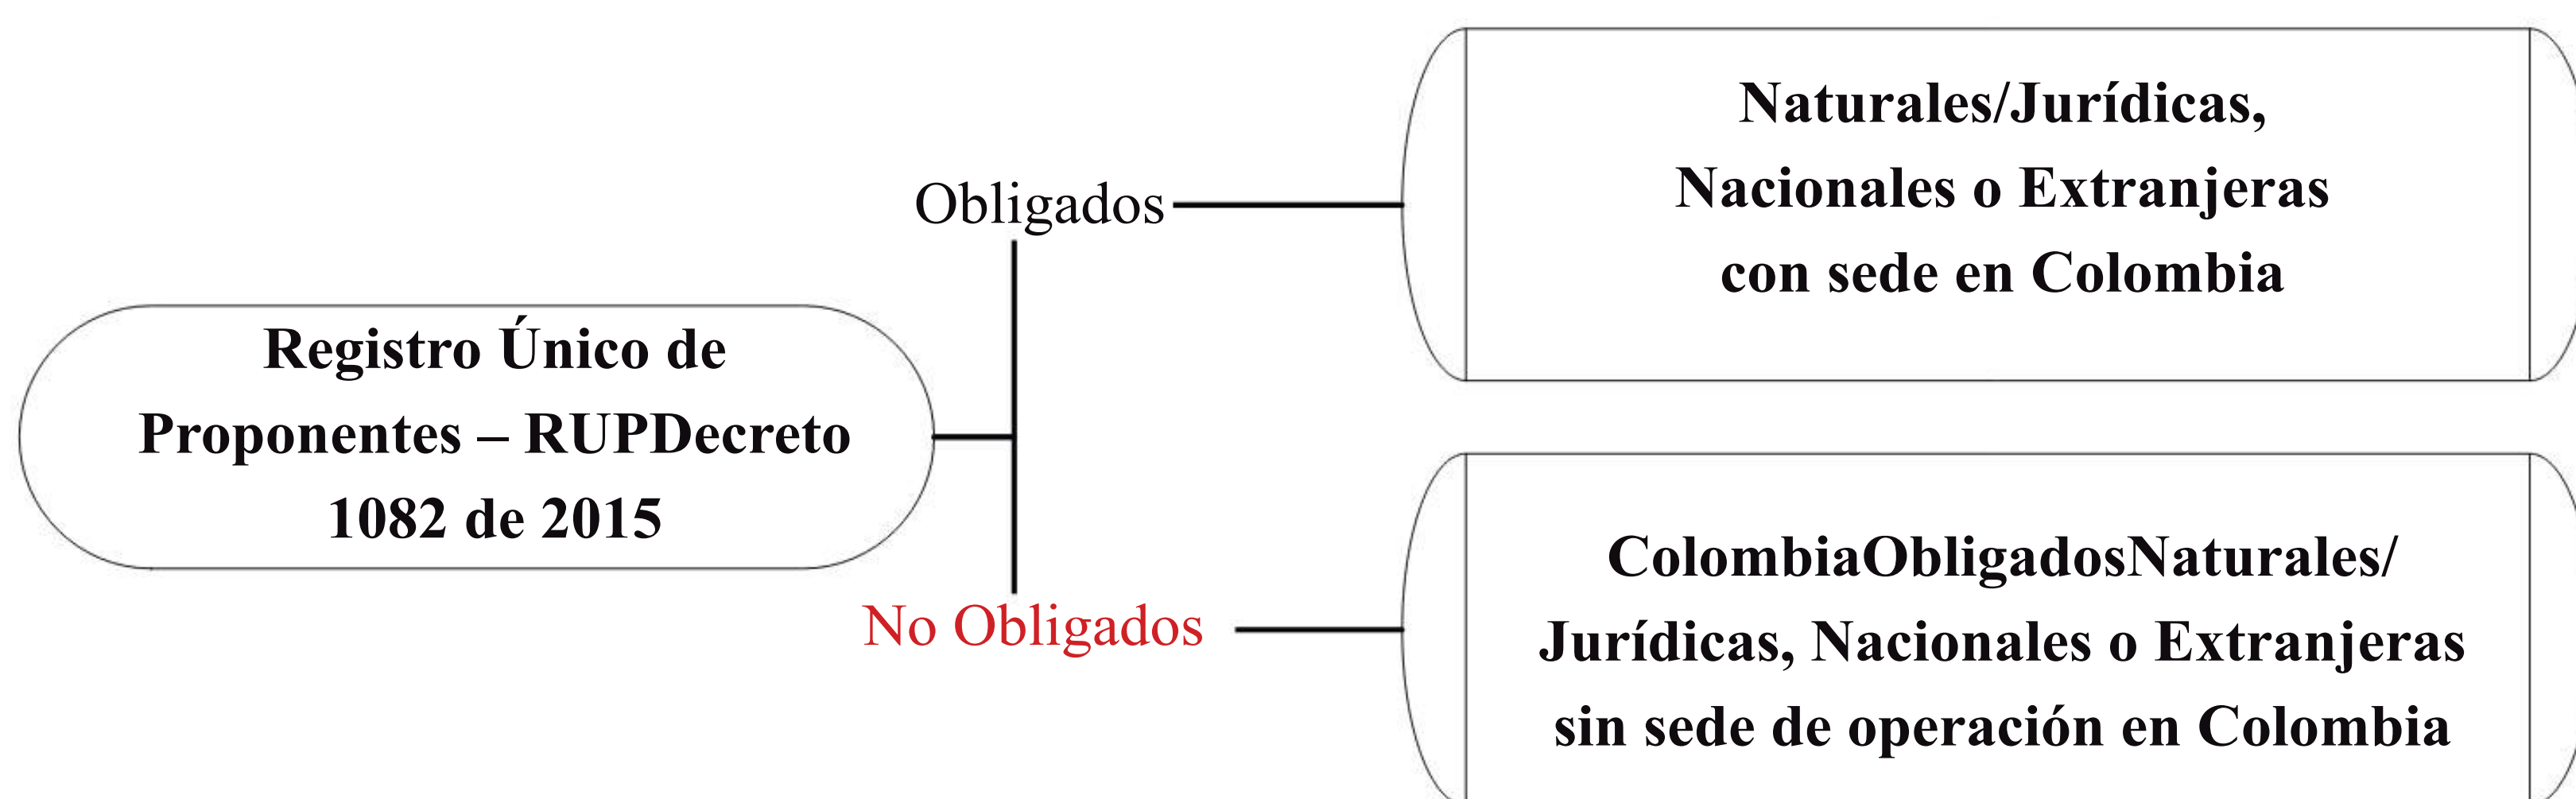 Registro Único de
Proponentes – RUPDecreto
1082 de 2015
Obligados
Naturales/Jurídicas,
Nacionales o Extranjeras
con sede en Colombia
No Obligados
ColombiaObligadosNaturales/
Jurídicas, Nacionales o Extranjeras
sin sede de operación en Colombia